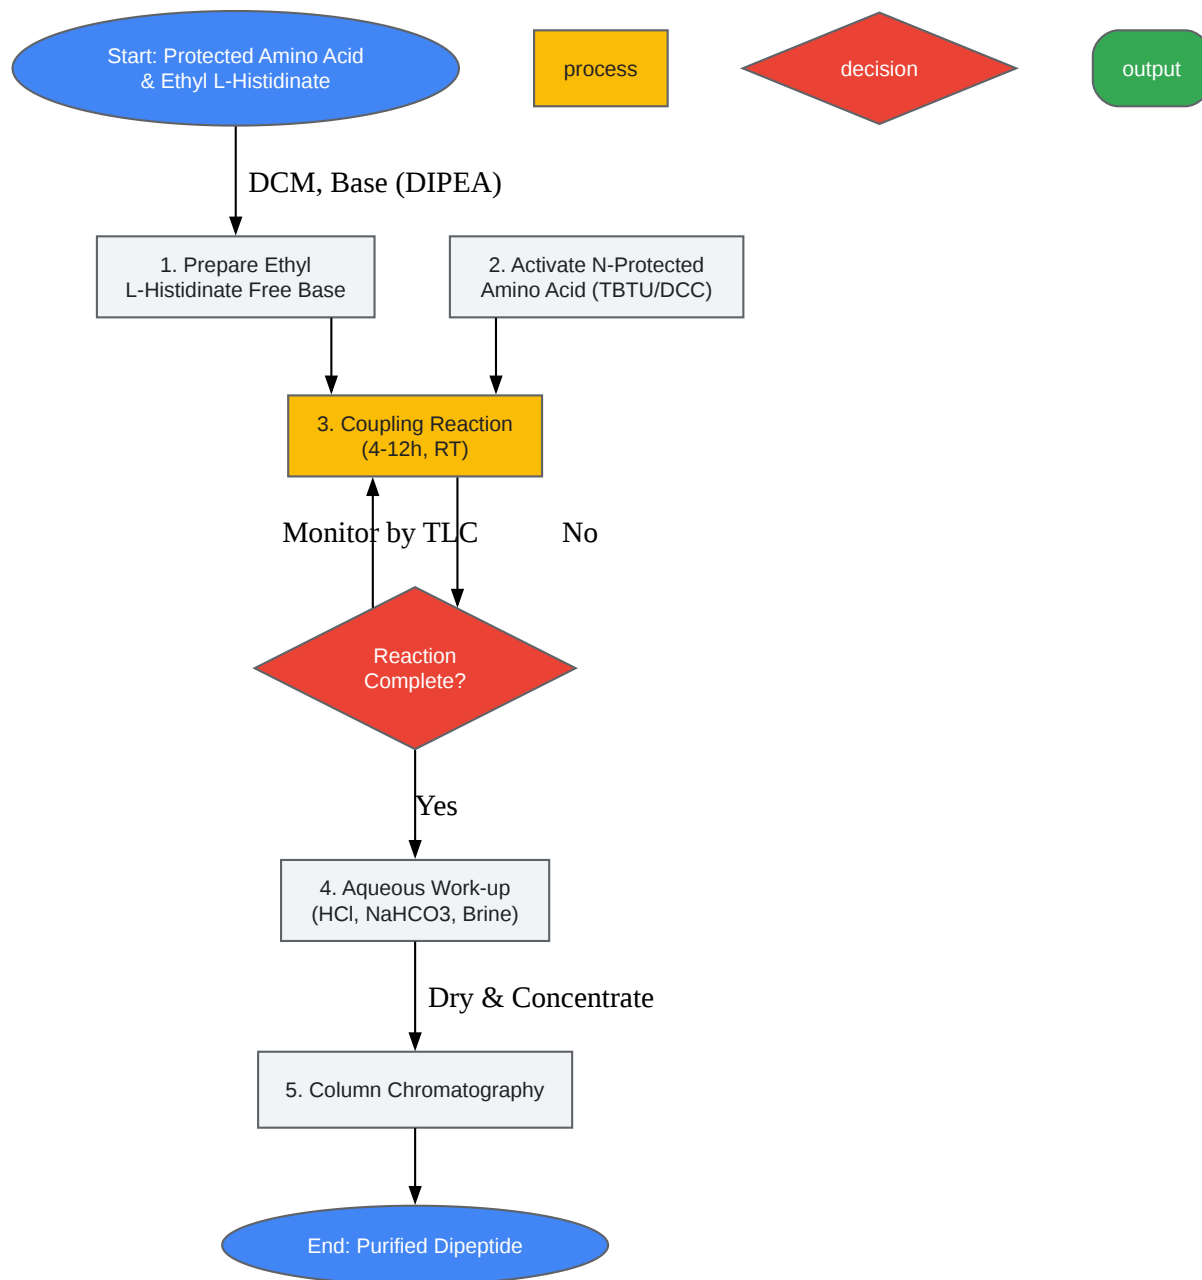 Start: Protected Amino Acid
& Ethyl L-Histidinate
process
decision
output
DCM, Base (DIPEA)
1. Prepare Ethyl
L-Histidinate Free Base
2. Activate N-Protected
Amino Acid (TBTU/DCC)
3. Coupling Reaction
(4-12h, RT)
Monitor by TLC
No
Reaction
Complete?
Yes
4. Aqueous Work-up
(HCl, NaHCO3, Brine)
Dry & Concentrate
5. Column Chromatography
End: Purified Dipeptide